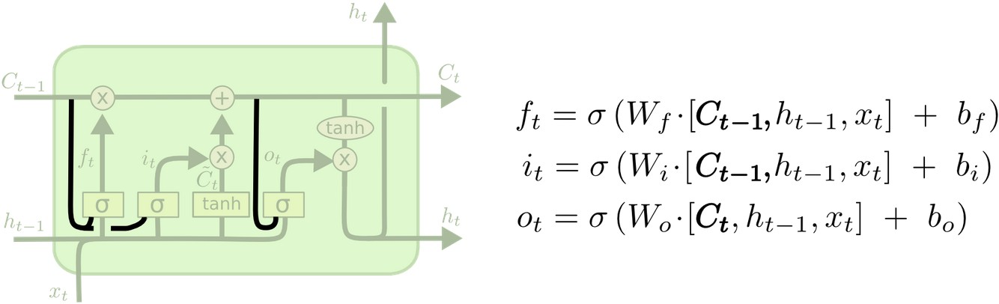 h_t
C_{t-1}
C_t
x
+
tanh
f_t
i_t
o_t
x
x
C̃_t
σ
σ
tanh
σ
h_{t-1}
h_t
x_t
f_t = σ (W_f·[C_{t−1}, h_{t−1}, x_t] + b_f)
i_t = σ (W_i·[C_{t−1}, h_{t−1}, x_t] + b_i)
o_t = σ (W_o·[C_t, h_{t−1}, x_t] + b_o)